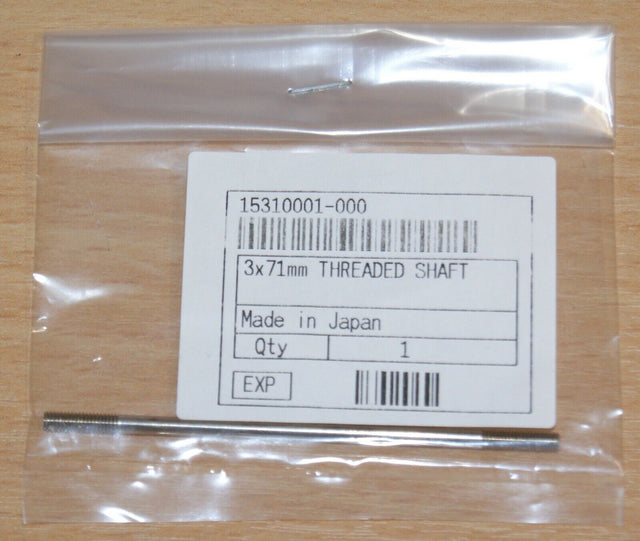 15310001-000
3x71mm THREADED SHAFT
Made in Japan
Qty 1
EXP